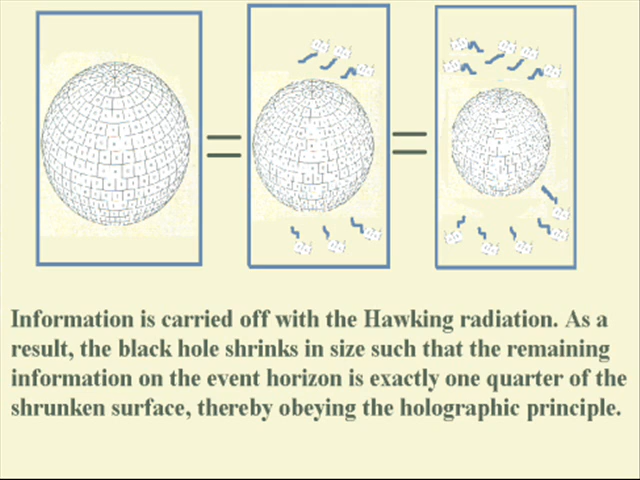 Information is carried off with the Hawking radiation. As a
result, the black hole shrinks in size such that the remaining
information on the event horizon is exactly one quarter of the
shrunken surface, thereby obeying the holographic principle.